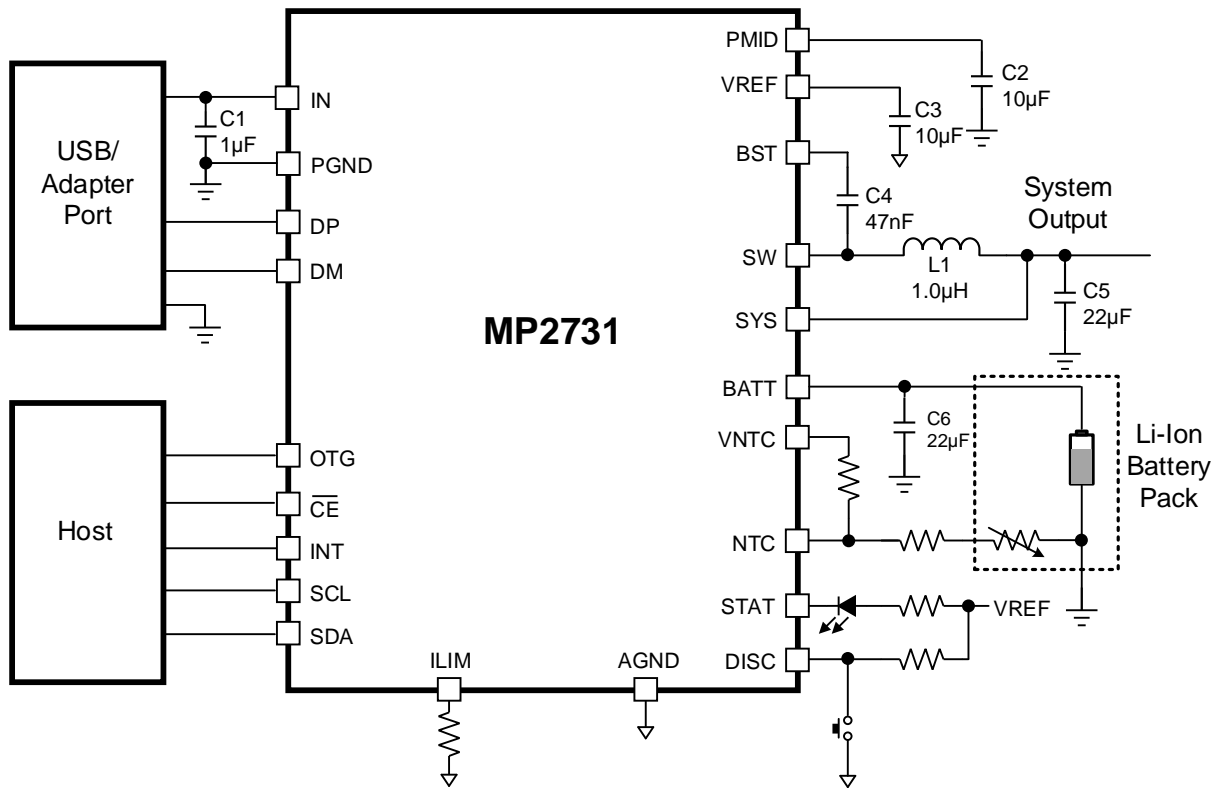 USB/
Adapter
Port
C1
1µF
IN
PGND
DP
DM
Host
OTG
CE
INT
SCL
SDA
MP2731
ILIM
AGND
PMID
VREF
BST
SW
SYS
BATT
VNTC
NTC
STAT
DISC
C2
10µF
C3
10µF
C4
47nF
L1
1.0µH
System
Output
C5
22µF
C6
22µF
Li-Ion
Battery
Pack
VREF